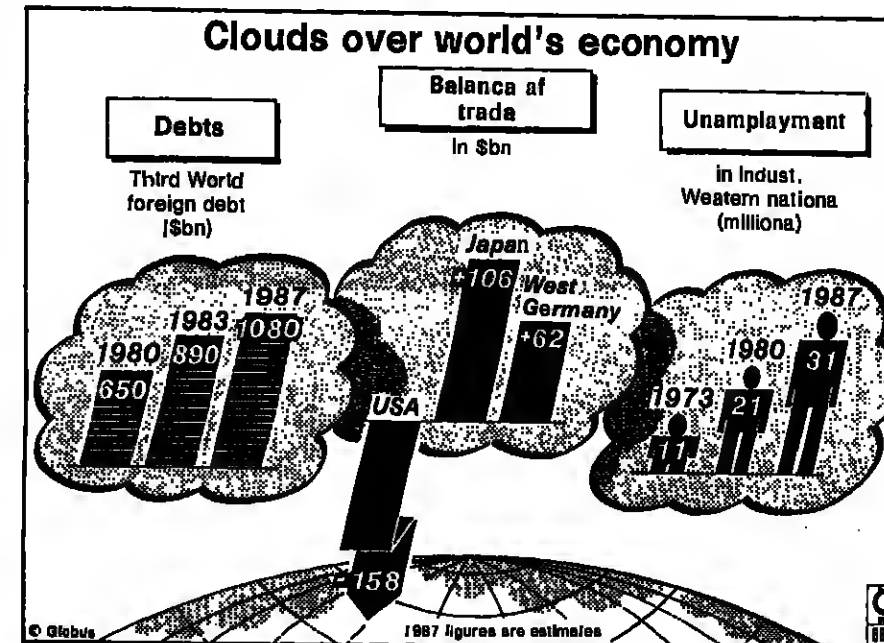 Clouds over world's economy
Debts
Third World
foreign debt
($bn)
1980
650
1983
890
1987
1080
Balanca af
trada
In $bn
Japan
+106
West
Germany
+62
USA
-158
Unamplaymant
in Indust.
Weatern nationa
(milliona)
1973
11
1980
21
1987
31
© Globus
1987 figures are estimates